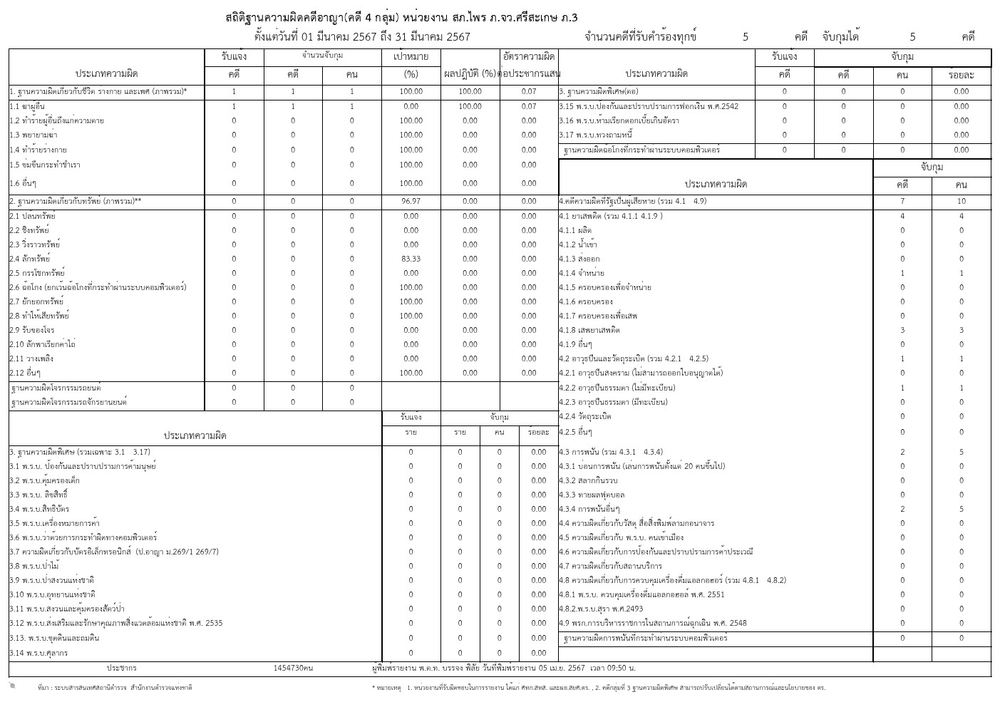 สถิติฐานความผิดคดีอาญา(คดี 4 กลุ่ม) หน่วยงาน สภ.ไพร ภ.จว.ศรีสะเกษ ภ.3
ตั้งแต่วันที่ 01 มีนาคม 2567 ถึง 31 มีนาคม 2567 จำนวนคดีที่รับคำร้องทุกข์ 5 คดี จับกุมได้ 5 คดี
ประเภทความผิด รับแจ้ง จำนวนจับกุม เป้าหมาย ผลปฏิบัติ (%) อัตราความผิด
คดี คดี คน (%) ต่อประชากรแสน
1. ฐานความผิดเกี่ยวกับชีวิต ร่างกาย และเพศ (ภาพรวม)* 1 1 1 100.00 100.00 0.07
1.1 ฆ่าผู้อื่น 1 1 1 0.00 100.00 0.07
1.2 ทำร้ายผู้อื่นถึงแก่ความตาย 0 0 0 100.00 0.00 0.00
1.3 พยายามฆ่า 0 0 0 100.00 0.00 0.00
1.4 ทำร้ายร่างกาย 0 0 0 100.00 0.00 0.00
1.5 ข่มขืนกระทำชำเรา 0 0 0 100.00 0.00 0.00
1.6 อื่นๆ 0 0 0 100.00 0.00 0.00
2. ฐานความผิดเกี่ยวกับทรัพย์ (ภาพรวม)** 0 0 0 96.97 0.00 0.00
2.1 ปล้นทรัพย์ 0 0 0 0.00 0.00 0.00
2.2 ชิงทรัพย์ 0 0 0 0.00 0.00 0.00
2.3 วิ่งราวทรัพย์ 0 0 0 0.00 0.00 0.00
2.4 ลักทรัพย์ 0 0 0 83.33 0.00 0.00
2.5 กรรโชกทรัพย์ 0 0 0 0.00 0.00 0.00
2.6 ฉ้อโกง (ยกเว้นฉ้อโกงที่กระทำผ่านระบบคอมพิวเตอร์) 0 0 0 100.00 0.00 0.00
2.7 ยักยอกทรัพย์ 0 0 0 100.00 0.00 0.00
2.8 ทำให้เสียทรัพย์ 0 0 0 100.00 0.00 0.00
2.9 รับของโจร 0 0 0 0.00 0.00 0.00
2.10 ลักพาเรียกค่าไถ่ 0 0 0 0.00 0.00 0.00
2.11 วางเพลิง 0 0 0 0.00 0.00 0.00
2.12 อื่นๆ 0 0 0 100.00 0.00 0.00
ฐานความผิดโจรกรรมรถยนต์ 0 0 0
ฐานความผิดโจรกรรมรถจักรยานยนต์ 0 0 0
ประเภทความผิด รับแจ้ง จับกุม
ราย ราย คน ร้อยละ
3. ฐานความผิดพิเศษ (รวมเฉพาะ 3.1 3.17) 0 0 0 0.00
3.1 พ.ร.บ. ป้องกันและปราบปรามการค้ามนุษย์ 0 0 0 0.00
3.2 พ.ร.บ.คุ้มครองเด็ก 0 0 0 0.00
3.3 พ.ร.บ. ลิขสิทธิ์ 0 0 0 0.00
3.4 พ.ร.บ.สิทธิบัตร 0 0 0 0.00
3.5 พ.ร.บ.เครื่องหมายการค้า 0 0 0 0.00
3.6 พ.ร.บ.ว่าด้วยการกระทำผิดทางคอมพิวเตอร์ 0 0 0 0.00
3.7 ความผิดเกี่ยวกับบัตรอิเล็กทรอนิกส์ (ป.อาญา ม.269/1 269/7) 0 0 0 0.00
3.8 พ.ร.บ.ป่าไม้ 0 0 0 0.00
3.9 พ.ร.บ.ป่าสงวนแห่งชาติ 0 0 0 0.00
3.10 พ.ร.บ.อุทยานแห่งชาติ 0 0 0 0.00
3.11 พ.ร.บ.สงวนและคุ้มครองสัตว์ป่า 0 0 0 0.00
3.12 พ.ร.บ.ส่งเสริมและรักษาคุณภาพสิ่งแวดล้อมแห่งชาติ พ.ศ. 2535 0 0 0 0.00
3.13. พ.ร.บ.ขุดดินและถมดิน 0 0 0 0.00
3.14 พ.ร.บ.ศุลากร 0 0 0 0.00
ประเภทความผิด รับแจ้ง จับกุม
คดี คดี คน ร้อยละ
3. ฐานความผิดพิเศษ(ต่อ) 0 0 0 0.00
3.15 พ.ร.บ.ป้องกันและปราบปรามการฟอกเงิน พ.ศ.2542 0 0 0 0.00
3.16 พ.ร.บ.ห้ามเรียกดอกเบี้ยเกินอัตรา 0 0 0 0.00
3.17 พ.ร.บ.ทวงถามหนี้ 0 0 0 0.00
ฐานความผิดฉ้อโกงที่กระทำผ่านระบบคอมพิวเตอร์ 0 0 0 0.00
ประเภทความผิด จับกุม
คดี คน
4.คดีความผิดที่รัฐเป็นผู้เสียหาย (รวม 4.1 4.9) 7 10
4.1 ยาเสพติด (รวม 4.1.1 4.1.9 ) 4 4
4.1.1 ผลิต 0 0
4.1.2 นำเข้า 0 0
4.1.3 ส่งออก 0 0
4.1.4 จำหน่าย 1 1
4.1.5 ครอบครองเพื่อจำหน่าย 0 0
4.1.6 ครอบครอง 0 0
4.1.7 ครอบครองเพื่อเสพ 0 0
4.1.8 เสพยาเสพติด 3 3
4.1.9 อื่นๆ 0 0
4.2 อาวุธปืนและวัตถุระเบิด (รวม 4.2.1 4.2.5) 1 1
4.2.1 อาวุธปืนสงคราม (ไม่สามารถออกใบอนุญาตได้) 0 0
4.2.2 อาวุธปืนธรรมดา (ไม่มีทะเบียน) 1 1
4.2.3 อาวุธปืนธรรมดา (มีทะเบียน) 0 0
4.2.4 วัตถุระเบิด 0 0
4.2.5 อื่นๆ 0 0
4.3 การพนัน (รวม 4.3.1 4.3.4) 2 5
4.3.1 บ่อนการพนัน (เล่นการพนันตั้งแต่ 20 คนขึ้นไป) 0 0
4.3.2 สลากกินรวบ 0 0
4.3.3 ทายผลฟุตบอล 0 0
4.3.4 การพนันอื่นๆ 2 5
4.4 ความผิดเกี่ยวกับวัสดุ สื่อสิ่งพิมพ์ลามกอนาจาร 0 0
4.5 ความผิดเกี่ยวกับ พ.ร.บ. คนเข้าเมือง 0 0
4.6 ความผิดเกี่ยวกับการป้องกันและปราบปรามการค้าประเวณี 0 0
4.7 ความผิดเกี่ยวกับสถานบริการ 0 0
4.8 ความผิดเกี่ยวกับการควบคุมเครื่องดื่มแอลกอฮอร์ (รวม 4.8.1 4.8.2) 0 0
4.8.1 พ.ร.บ. ควบคุมเครื่องดื่มแอลกอฮอล์ พ.ศ. 2551 0 0
4.8.2.พ.ร.บ.สุรา พ.ศ.2493 0 0
4.9 พรก.การบริหารราชการในสถานการณ์ฉุกเฉิน พ.ศ. 2548 0 0
ฐานความผิดการพนันที่กระทำผ่านระบบคอมพิวเตอร์ 0 0
ประชากร 1454730คน ผู้พิมพ์รายงาน พ.ต.ท. บรรจง พิลัย วันที่พิมพ์รายงาน 05 เม.ย. 2567 เวลา 09:50 น.
ที่มา : ระบบสารสนเทศสถานีตำรวจ สำนักงานตำรวจแห่งชาติ * หมายเหตุ 1. หน่วยงานที่รับผิดชอบในการรายงาน ได้แก่ ศทก.สทส. และผอ.สยศ.ตร. , 2. คดีกลุ่มที่ 3 ฐานความผิดพิเศษ สามารถปรับเปลี่ยนได้ตามสถานการณ์และนโยบายของ ตร.